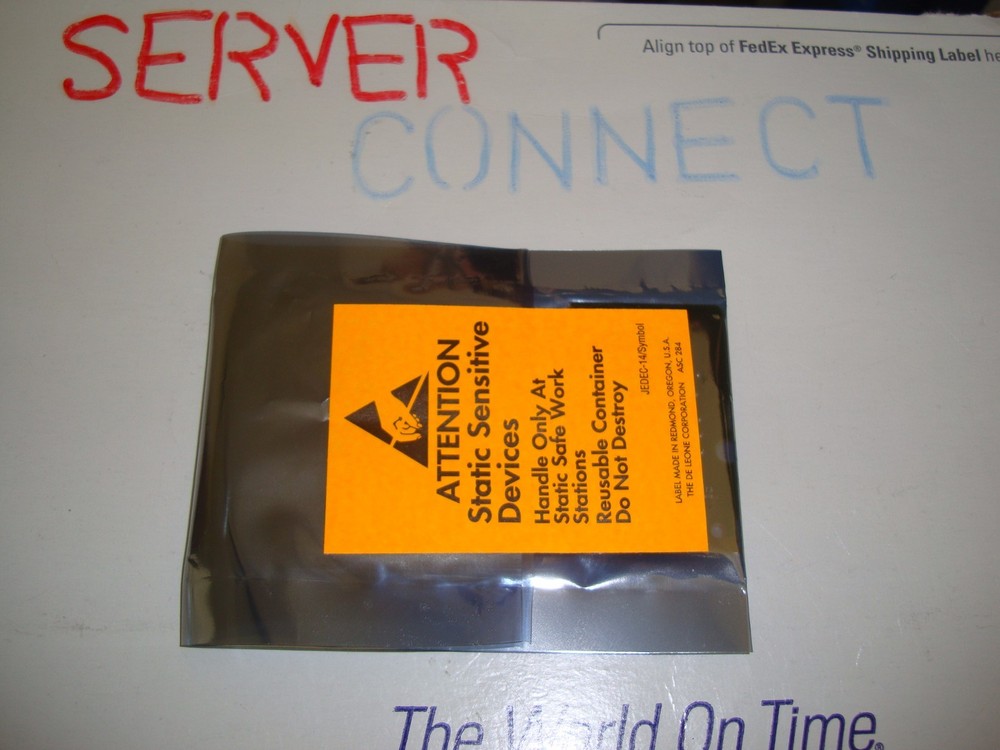 SERVER
CONNECT
Align top of FedEx Express® Shipping Label he
ATTENTION
Static Sensitive
Devices
Handle Only At
Static Safe Work
Stations
Reusable Container
Do Not Destroy
JEDEC-14/Symbol
LABEL MADE IN REDMOND, OREGON, U.S.A.
THE DE LEONE CORPORATION ASC 284
The World On Time.